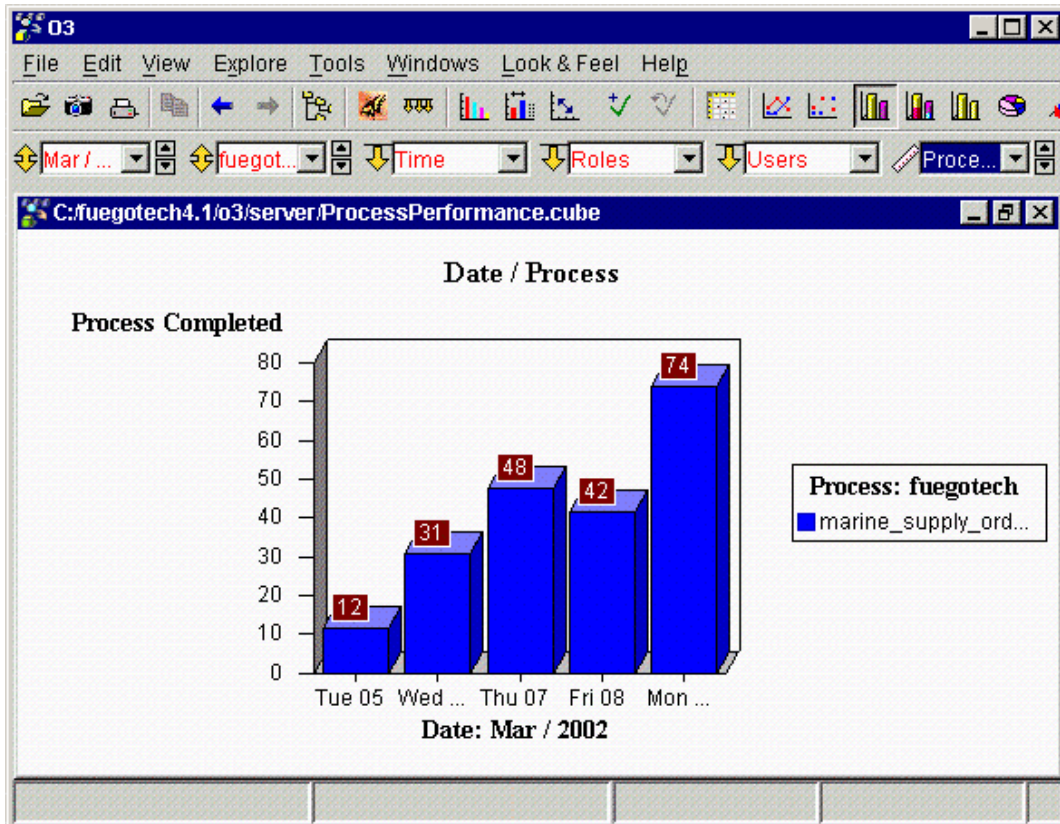 O3
File Edit View Explore Tools Windows Look & Feel Help
Mar / ... fuegot... Time Roles Users Proce...
C:/fuegotech4.1/o3/server/ProcessPerformance.cube
Date / Process
Process Completed
80
70
60
50
40
30
20
10
0
12
31
48
42
74
Tue 05 Wed ... Thu 07 Fri 08 Mon ...
Date: Mar / 2002
Process: fuegotech
marine_supply_ord...